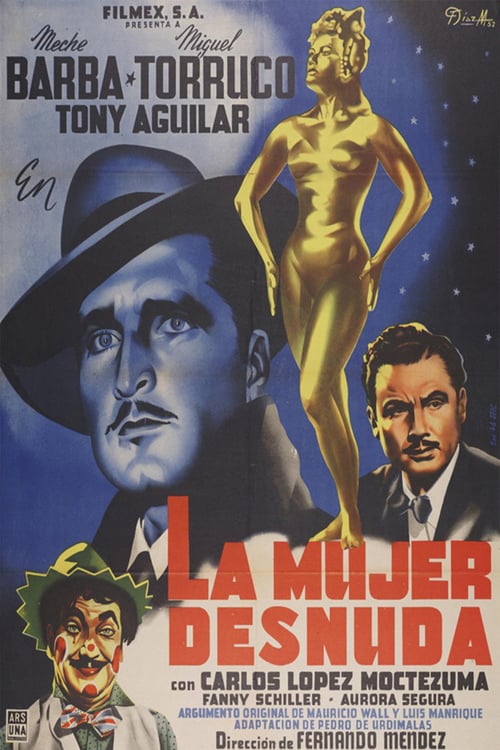 FILMEX, S.A.
PRESENTA A
Meche Miguel
BARBA * TORRUCO
TONY AGUILAR
En
LA MUJER
DESNUDA
con CARLOS LOPEZ MOCTEZUMA
FANNY SCHILLER - AURORA SEGURA
ARGUMENTO ORIGINAL DE MAURICIO WALL Y LUIS MANRIQUE
ADAPTACION DE PEDRO DE URDIMALAS
Dirección de FERNANDO MENDEZ
ARS
UNA